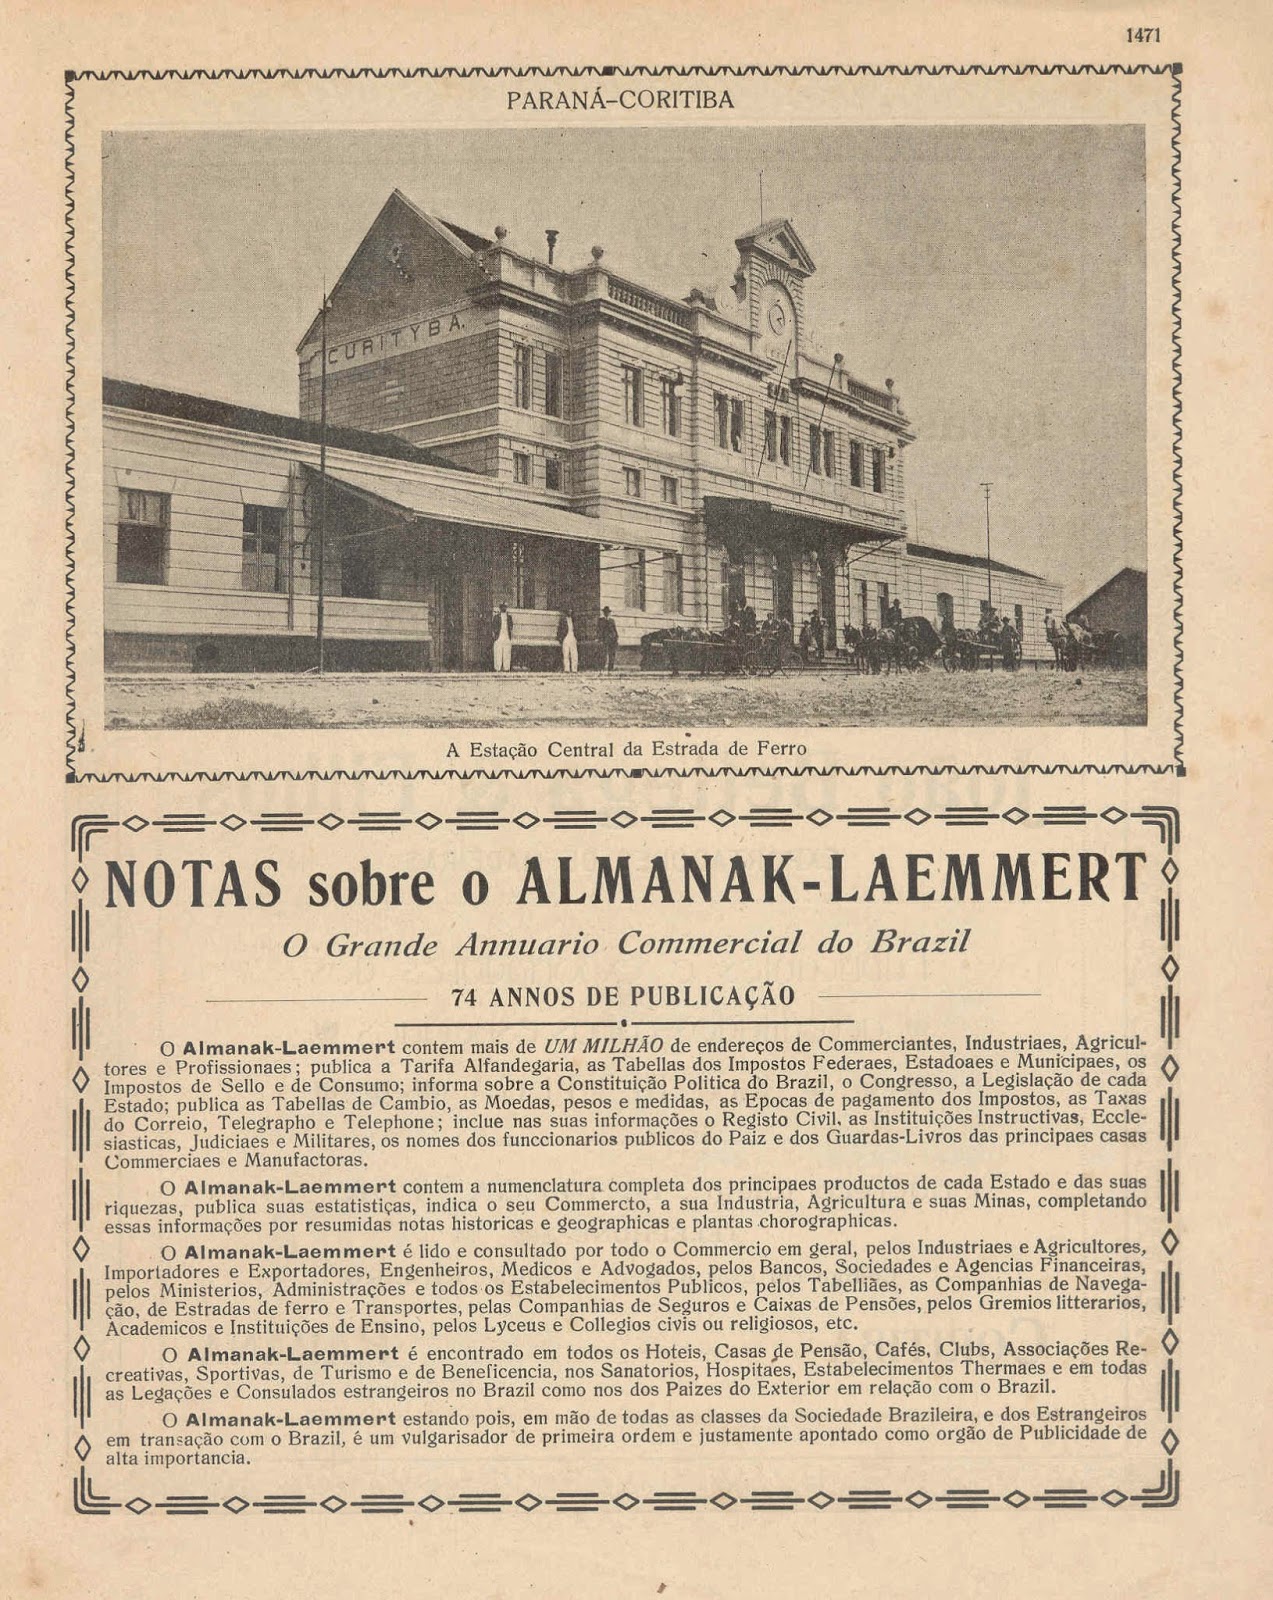 1471
PARANÁ-CORITIBA
CURITYBA.
A Estação Central da Estrada de Ferro
NOTAS sobre o ALMANAK-LAEMMERT
O Grande Annuario Commercial do Brazil
74 ANNOS DE PUBLICAÇÃO
O Almanak-Laemmert contem mais de UM MILHÃO de endereços de Commerciantes, Industriaes, Agricul-
tores e Profissionaes; publica a Tarifa Alfandegaria, as Tabellas dos Impostos Federaes, Estadoaes e Municipaes, os
Impostos de Sello e de Consumo; informa sobre a Constituição Politica do Brazil, o Congresso, a Legislação de cada
Estado; publica as Tabellas de Cambio, as Moedas, pesos e medidas, as Epocas de pagamento dos Impostos, as Taxas
do Correio, Telegrapho e Telephone; inclue nas suas informações o Registo Civil, as Instituições Instructivas, Eccle-
siasticas, Judiciaes e Militares, os nomes dos funccionarios publicos do Paiz e dos Guardas-Livros das principaes casas
Commerciaes e Manufactoras.
O Almanak-Laemmert contem a numenclatura completa dos principaes productos de cada Estado e das suas
riquezas, publica suas estatistiças, indica o seu Commercto, a sua Industria, Agricultura e suas Minas, completando
essas informações por resumidas notas historicas e geographicas e plantas chorographicas.
O Almanak-Laemmert é lido e consultado por todo o Commercio em geral, pelos Industriaes e Agricultores,
Importadores e Exportadores, Engenheiros, Medicos e Advogados, pelos Bancos, Sociedades e Agencias Financeiras,
pelos Ministerios, Administrações e todos os Estabelecimentos Publicos, pelos Tabelliães, as Companhias de Navega-
ção, de Estradas de ferro e Transportes, pelas Companhias de Seguros e Caixas de Pensões, pelos Gremios litterarios,
Academicos e Instituições de Ensino, pelos Lyceus e Collegios civis ou religiosos, etc.
O Almanak-Laemmert é encontrado em todos os Hoteis, Casas de Pensão, Cafés, Clubs, Associações Re-
creativas, Sportivas, de Turismo e de Beneficencia, nos Sanatorios, Hospitaes, Estabelecimentos Thermaes e em todas
as Legações e Consulados estrangeiros no Brazil como nos dos Paizes do Exterior em relação com o Brazil.
O Almanak-Laemmert estando pois, em mão de todas as classes da Sociedade Brazileira, e dos Estrangeiros
em transação com o Brazil, é um vulgarisador de primeira ordem e justamente apontado como orgão de Publicidade de
alta importancia.